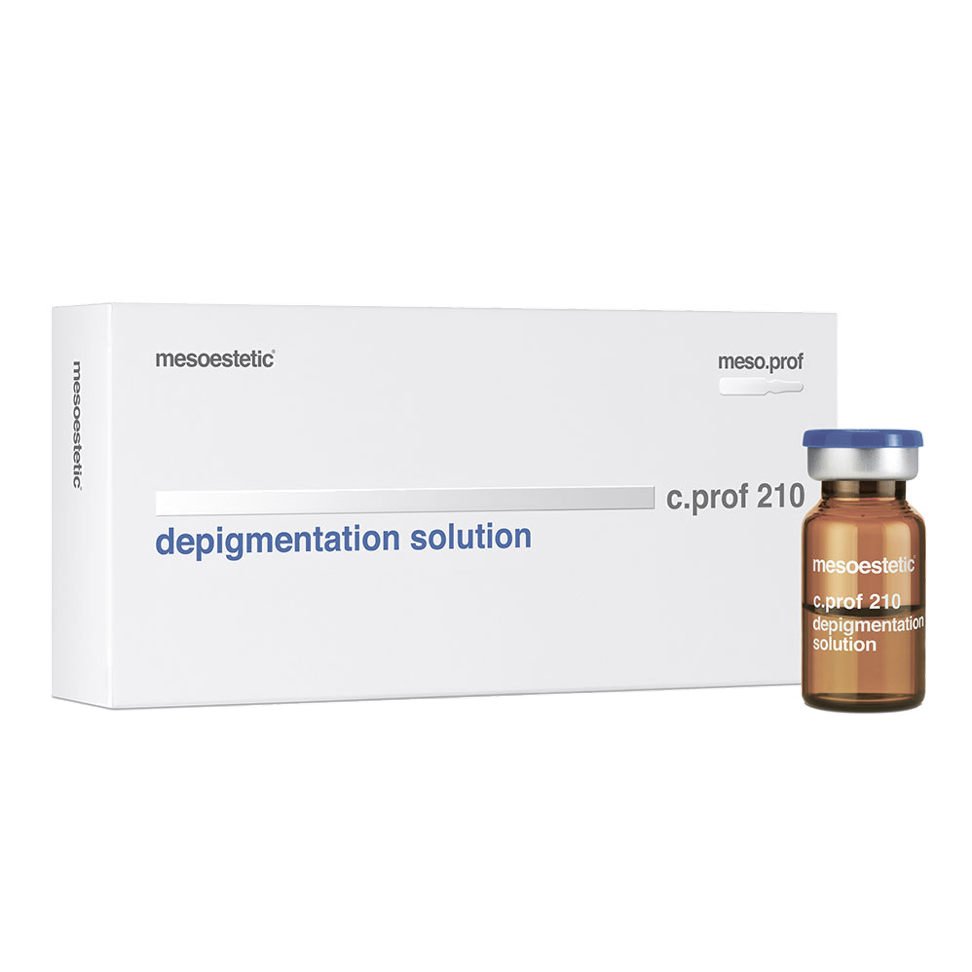 mesoestetic®
mesoestetic®
meso.prof
c.prof 210
depigmentation solution
mesoestetic®
c.prof 210
depigmentation
solution